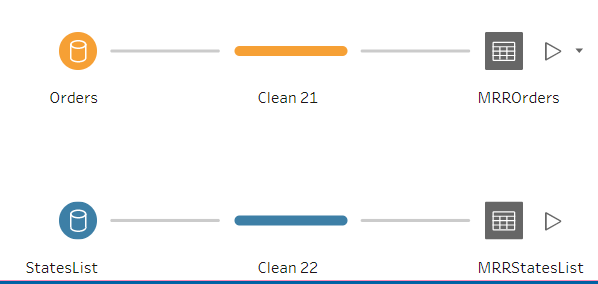 Orders Clean 21 MRROrders
StatesList Clean 22 MRRStatesList